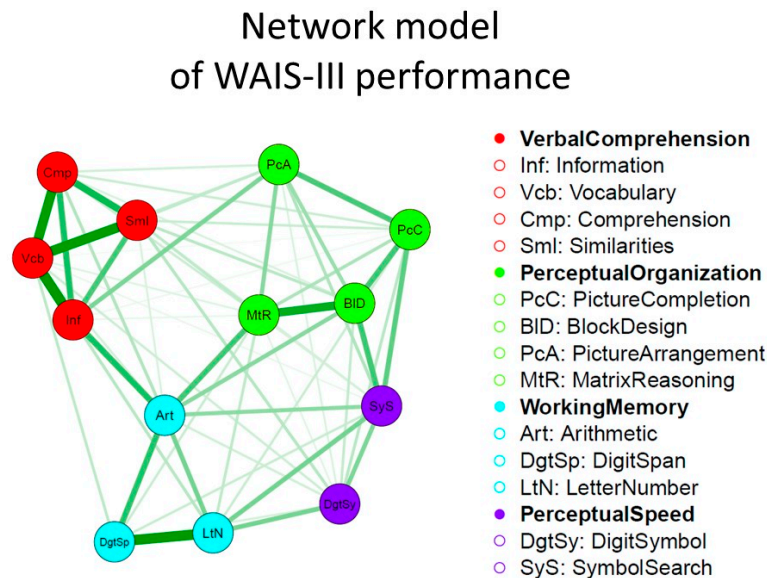 Network model
of WAIS-III performance
Cmp
PcA
Sml
PcC
Vcb
BlD
MtR
Inf
SyS
Art
DgtSy
LtN
DgtSp
VerbalComprehension
Inf: Information
Vcb: Vocabulary
Cmp: Comprehension
Sml: Similarities
PerceptualOrganization
PcC: PictureCompletion
BlD: BlockDesign
PcA: PictureArrangement
MtR: MatrixReasoning
WorkingMemory
Art: Arithmetic
DgtSp: DigitSpan
LtN: LetterNumber
PerceptualSpeed
DgtSy: DigitSymbol
SyS: SymbolSearch